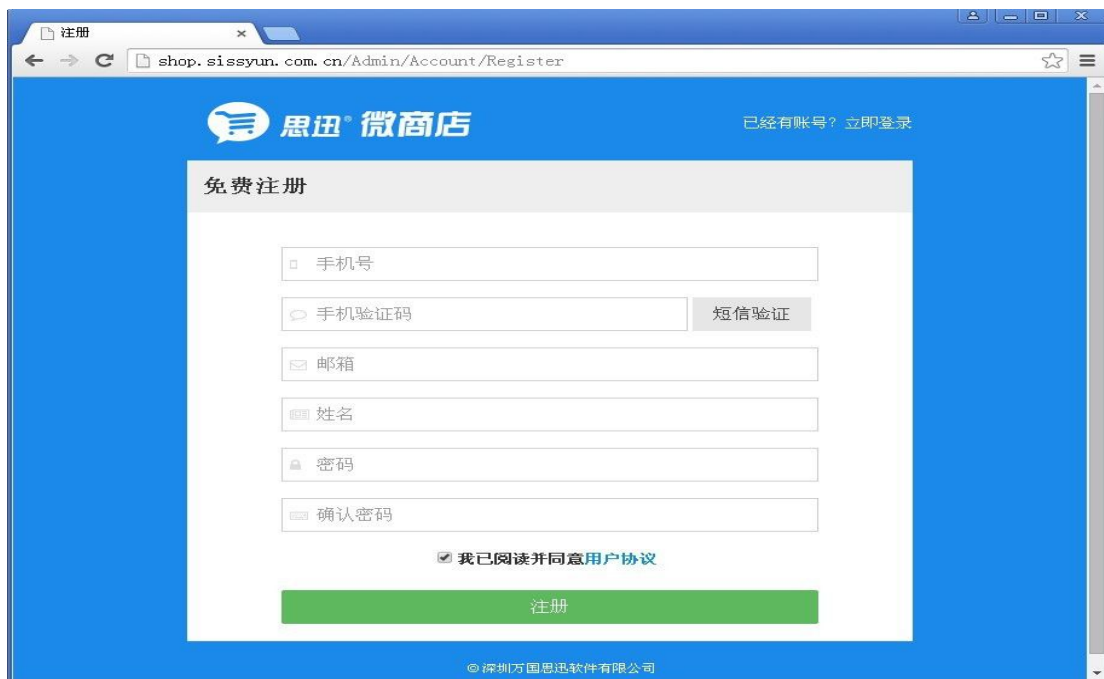 注册
shop.sissyun.com.cn/Admin/Account/Register
思迅® 微商店
已经有账号？立即登录
免费注册
手机号
手机验证码
短信验证
邮箱
姓名
密码
确认密码
我已阅读并同意用户协议
注册
©深圳万国思迅软件有限公司